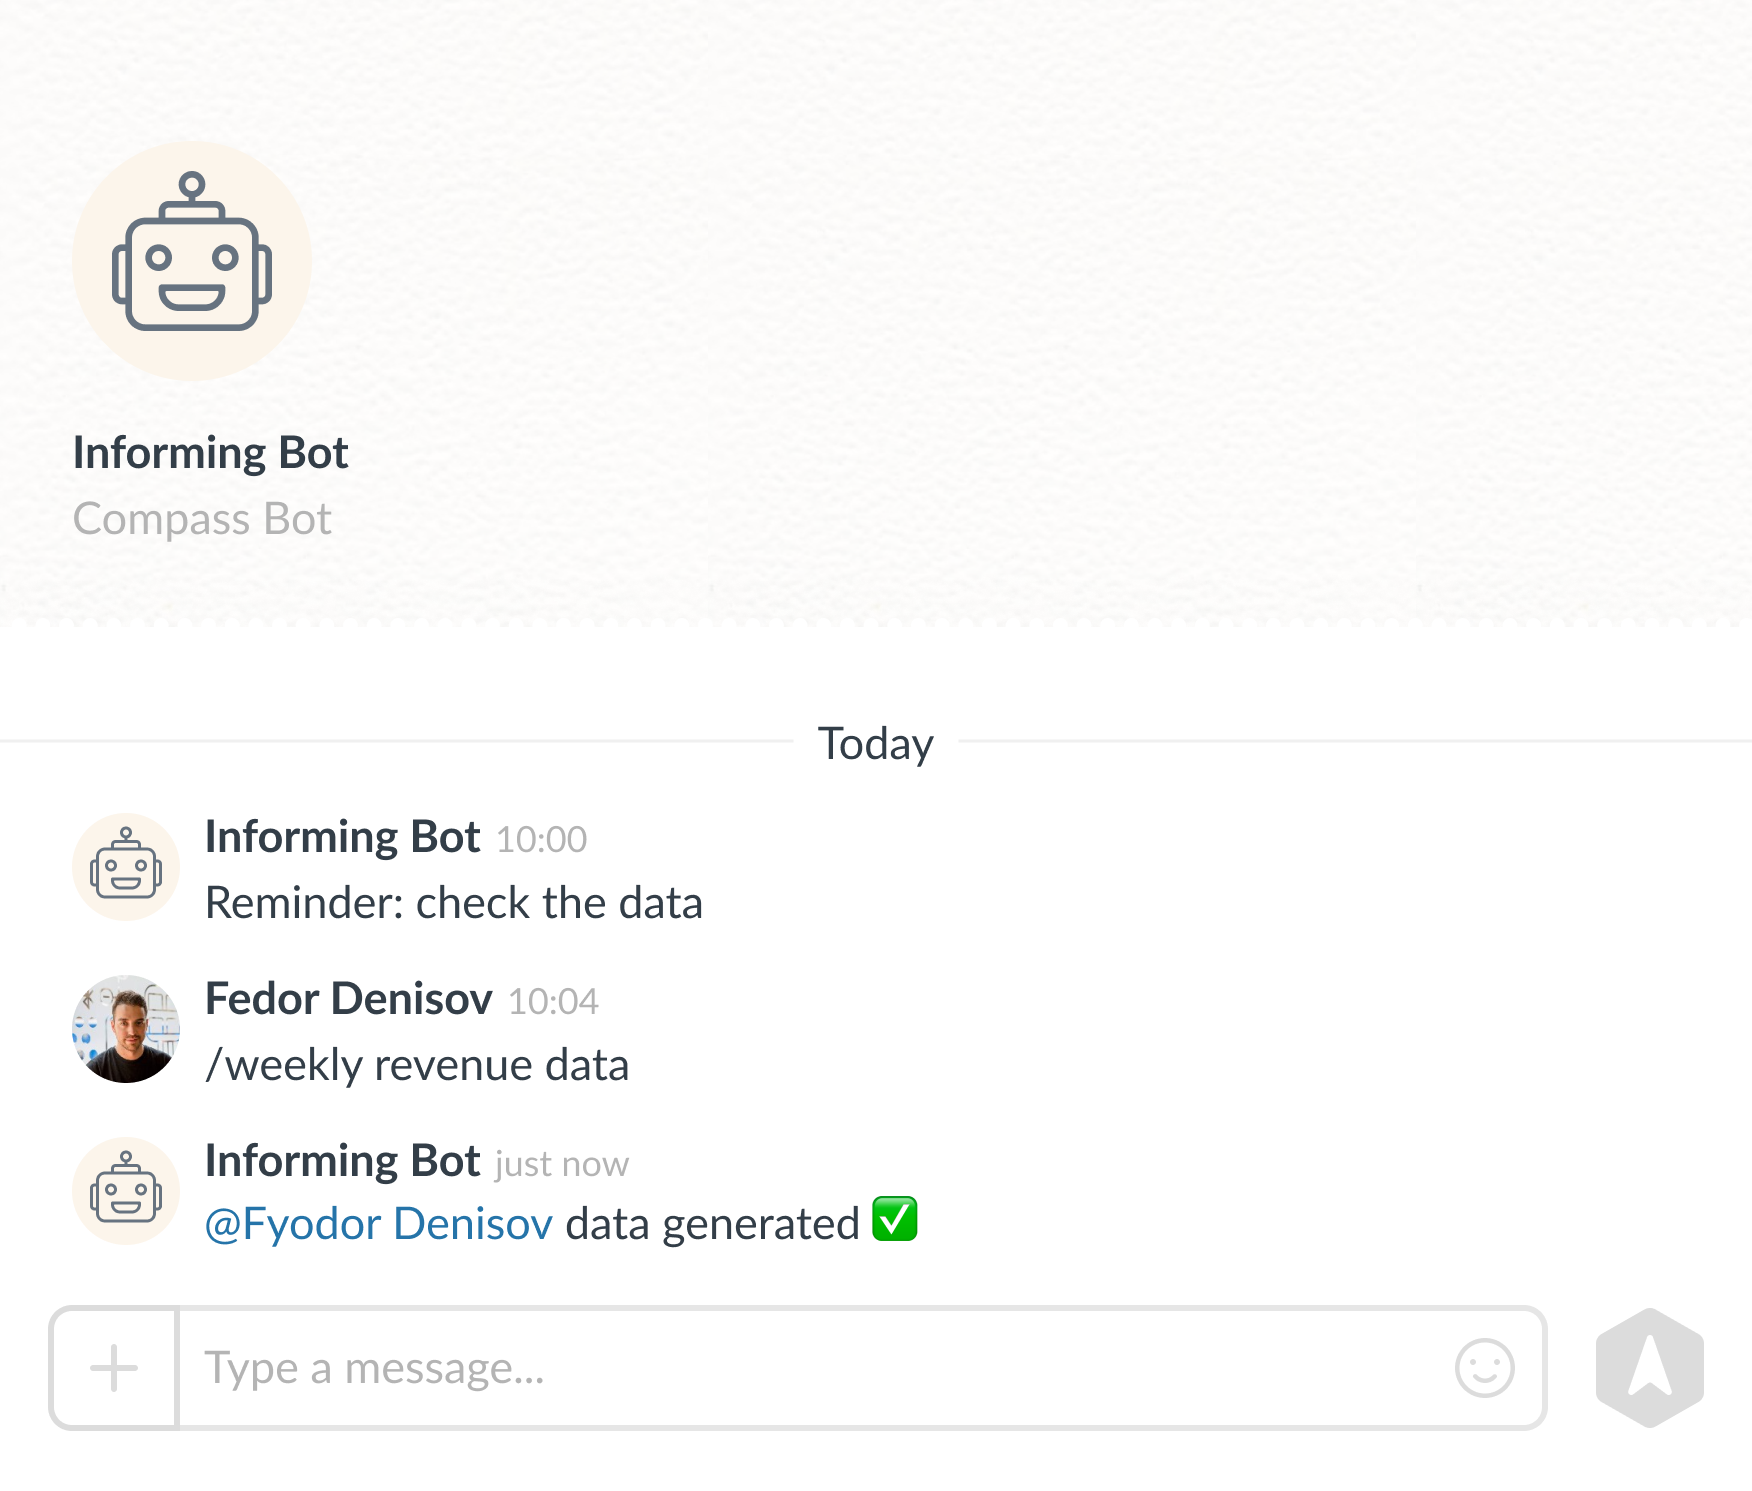 Informing Bot
Compass Bot
Today
Informing Bot 10:00
Reminder: check the data
Fedor Denisov 10:04
/weekly revenue data
Informing Bot just now
@Fyodor Denisov data generated ✅
Type a message...